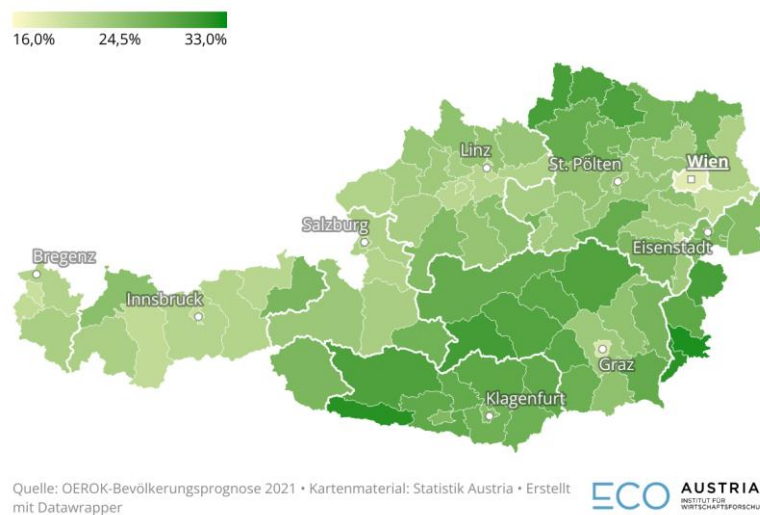 16,0% 24,5% 33,0%
Linz
St. Pölten
Wien
Salzburg
Eisenstadt
Bregenz
Innsbruck
Graz
Klagenfurt
Quelle: OEROK-Bevölkerungsprognose 2021 • Kartenmaterial: Statistik Austria • Erstellt
mit Datawrapper
ECO AUSTRIA
INSTITUT FÜR
WIRTSCHAFTSFORSCHU